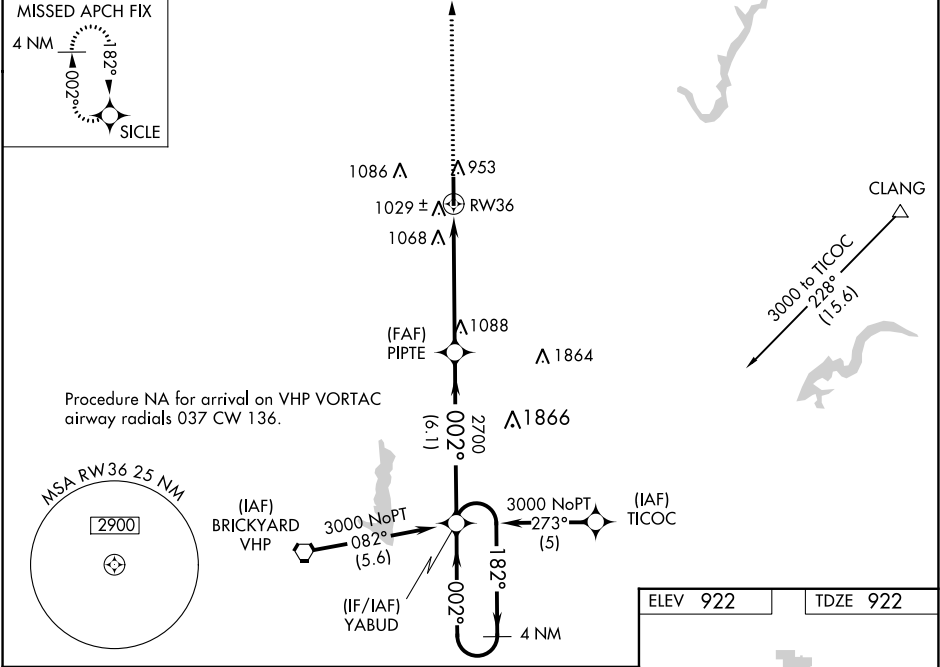 MISSED APCH FIX
4 NM
182°
002°
SICLE
1086
953
1029 ±
RW36
1068
CLANG
3000 to TICOC
228°
(15.6)
1088
(FAF)
PIPTE
1864
Procedure NA for arrival on VHP VORTAC
airway radials 037 CW 136.
2700
002°
(6.1)
1866
MSA RW36 25 NM
2900
(IAF)
BRICKYARD
VHP
3000 NoPT
082°
(5.6)
3000 NoPT
273°
(5)
(IAF)
TICOC
182°
002°
(IF/IAF)
YABUD
4 NM
ELEV 922
TDZE 922